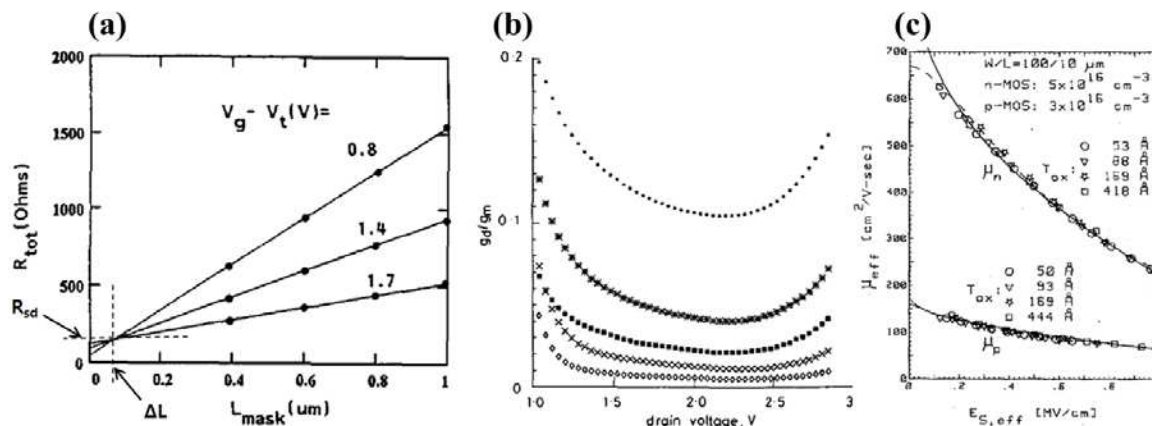 (a)
2000
1500
1000
500
0
R_tot (Ohms)
R_sd
V_g - V_t (V) =
0.8
1.4
1.7
0 0.2 0.4 0.6 0.8 1
ΔL
L_mask (um)
(b)
0·2
0·1
0
g_d/g_m
1·0 1·5 2·0 2·5 3
drain voltage, V
(c)
700
600
500
400
300
200
100
0
μ_eff [cm²/V-sec]
W/L=100/10 μm
n-MOS: 5×10¹⁶ cm⁻³
p-MOS: 3×10¹⁶ cm⁻³
T_ox:
53 Å
88 Å
169 Å
418 Å
μ_n
T_ox:
50 Å
93 Å
169 Å
444 Å
μ_p
.2 .4 .6 .8
E_S,eff [MV/cm]